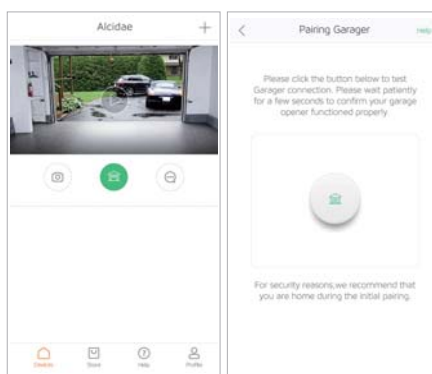 Alcidae
Devices
Store
Help
Profile
Pairing Garager
Help
Please click the button below to test
Garager connection. Please wait patiently
for a few seconds to confirm your garage
opener functioned properly.
For security reasons,we recommend that
you are home during the initial pairing.